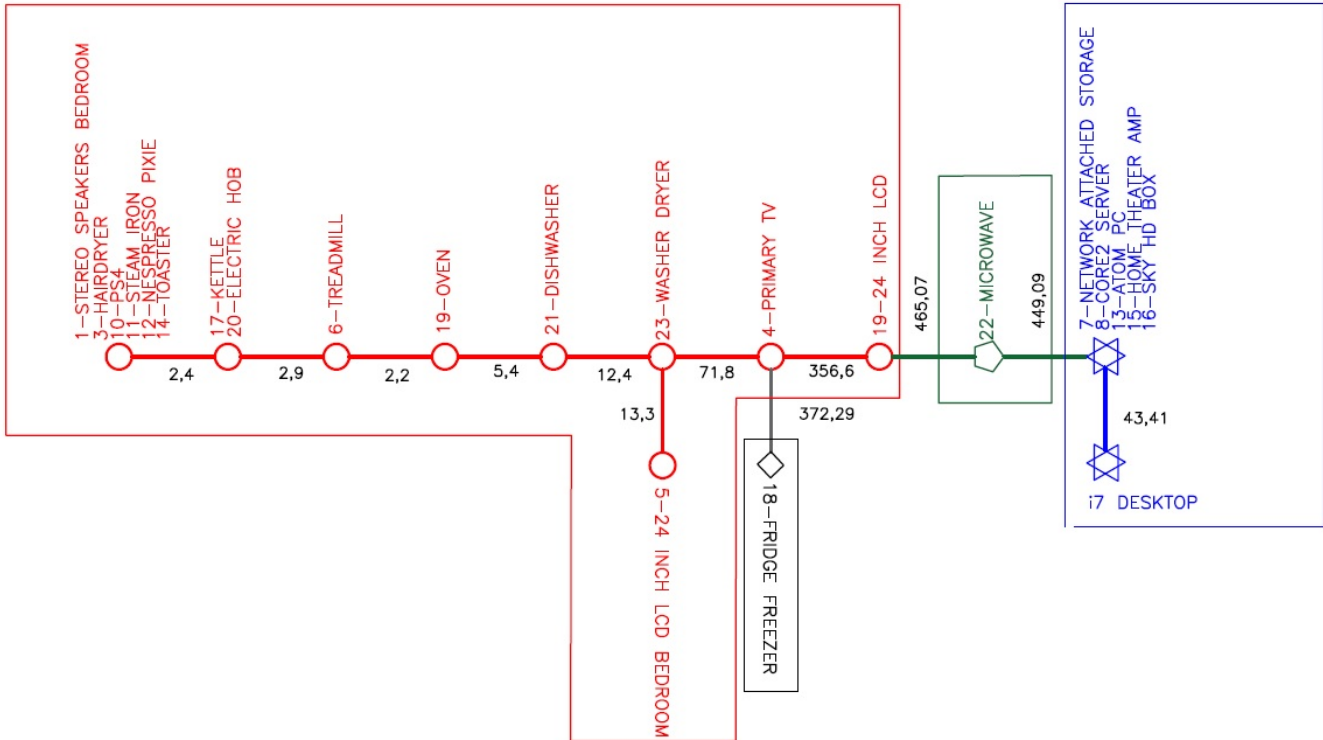 1-STEREO SPEAKERS BEDROOM
3-HAIRDRYER
10-PS4
11-STEAM IRON
12-NESPRESSO PIXIE
14-TOASTER
17-KETTLE
20-ELECTRIC HOB
6-TREADMILL
19-OVEN
21-DISHWASHER
23-WASHER DRYER
4-PRIMARY TV
19-24 INCH LCD
22-MICROWAVE
7-NETWORK ATTACHED STORAGE
8-CORE2 SERVER
13-ATOM PC
15-HOME THEATER AMP
16-SKY HD BOX
2,4
2,9
2,2
5,4
12,4
71,8
356,6
465,07
449,09
13,3
372,29
43,41
5-24 INCH LCD BEDROOM
18-FRIDGE FREEZER
i7 DESKTOP